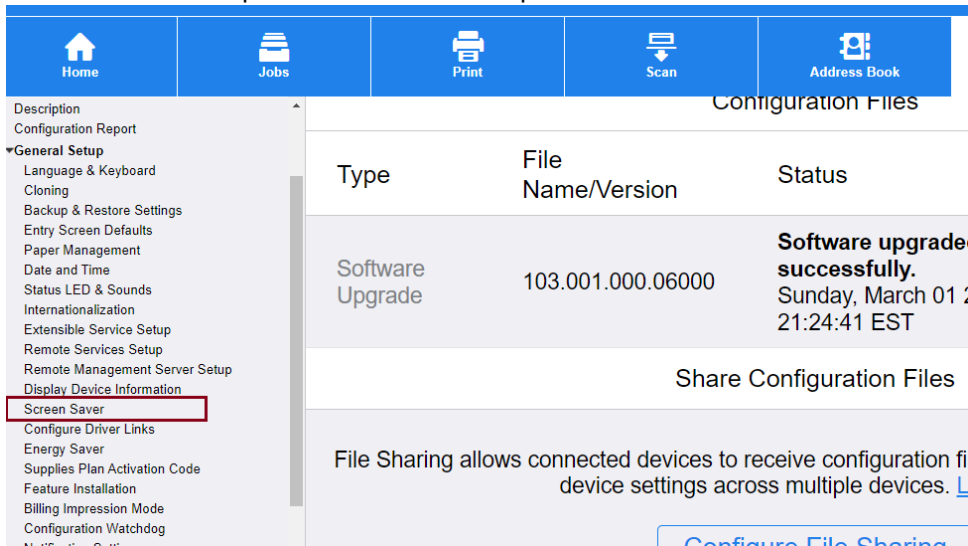 Home
Jobs
Print
Scan
Address Book
Description
Configuration Report
General Setup
Language & Keyboard
Cloning
Backup & Restore Settings
Entry Screen Defaults
Paper Management
Date and Time
Status LED & Sounds
Internationalization
Extensible Service Setup
Remote Services Setup
Remote Management Server Setup
Display Device Information
Screen Saver
Configure Driver Links
Energy Saver
Supplies Plan Activation Code
Feature Installation
Billing Impression Mode
Configuration Watchdog
Configuration Files
Type
File
Name/Version
Status
Software
Upgrade
103.001.000.06000
Software upgraded
successfully.
Sunday, March 01
21:24:41 EST
Share Configuration Files
File Sharing allows connected devices to receive configuration
device settings across multiple devices.
Configure File Sharing